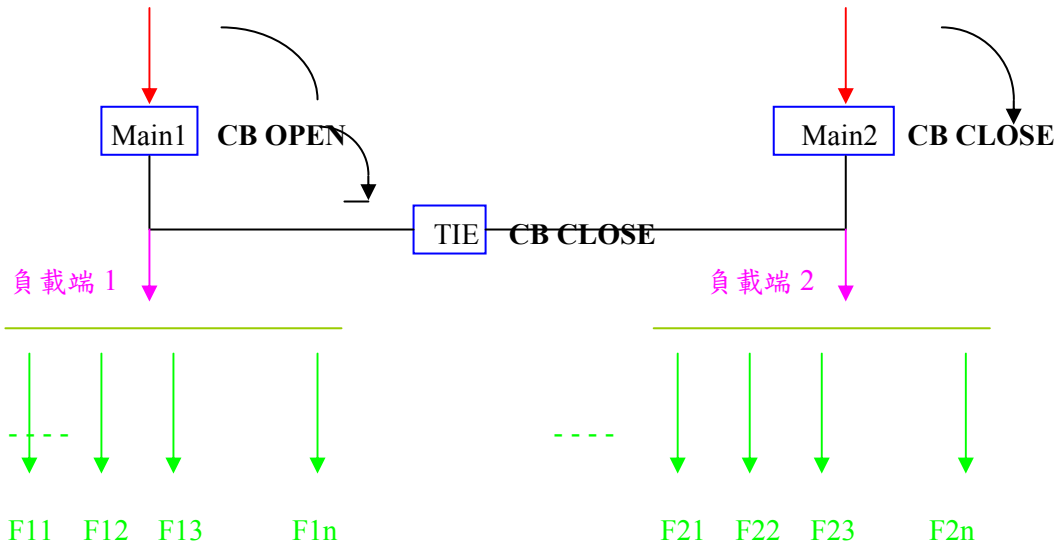 Main1 CB OPEN Main2 CB CLOSE
TIE CB CLOSE
負載端 1 負載端 2
F11 F12 F13 F1n F21 F22 F23 F2n